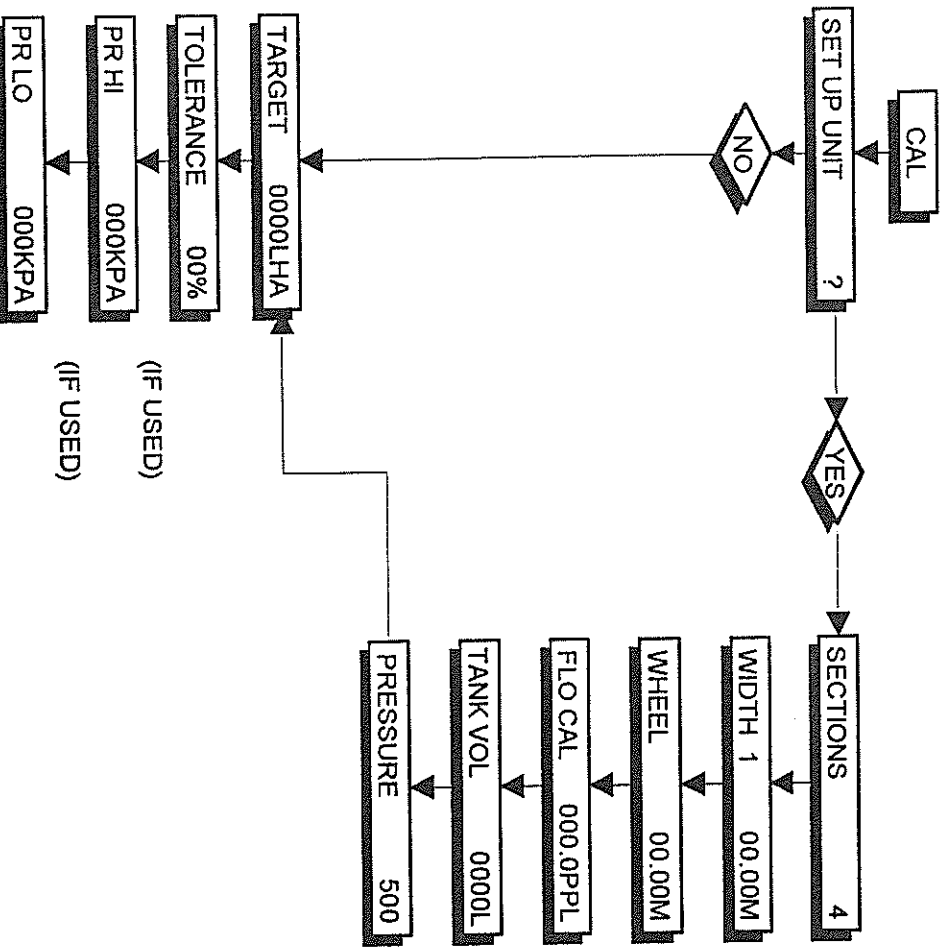 CAL
SET UP UNIT ?
NO
YES
TARGET 0000LHA
TOLERANCE 00%
PR HI 000KPA
(IF USED)
PR LO 000KPA
(IF USED)
SECTIONS 4
WIDTH 1 00.00M
WHEEL 00.00M
FLO CAL 000.0PPL
TANK VOL 0000L
PRESSURE 500